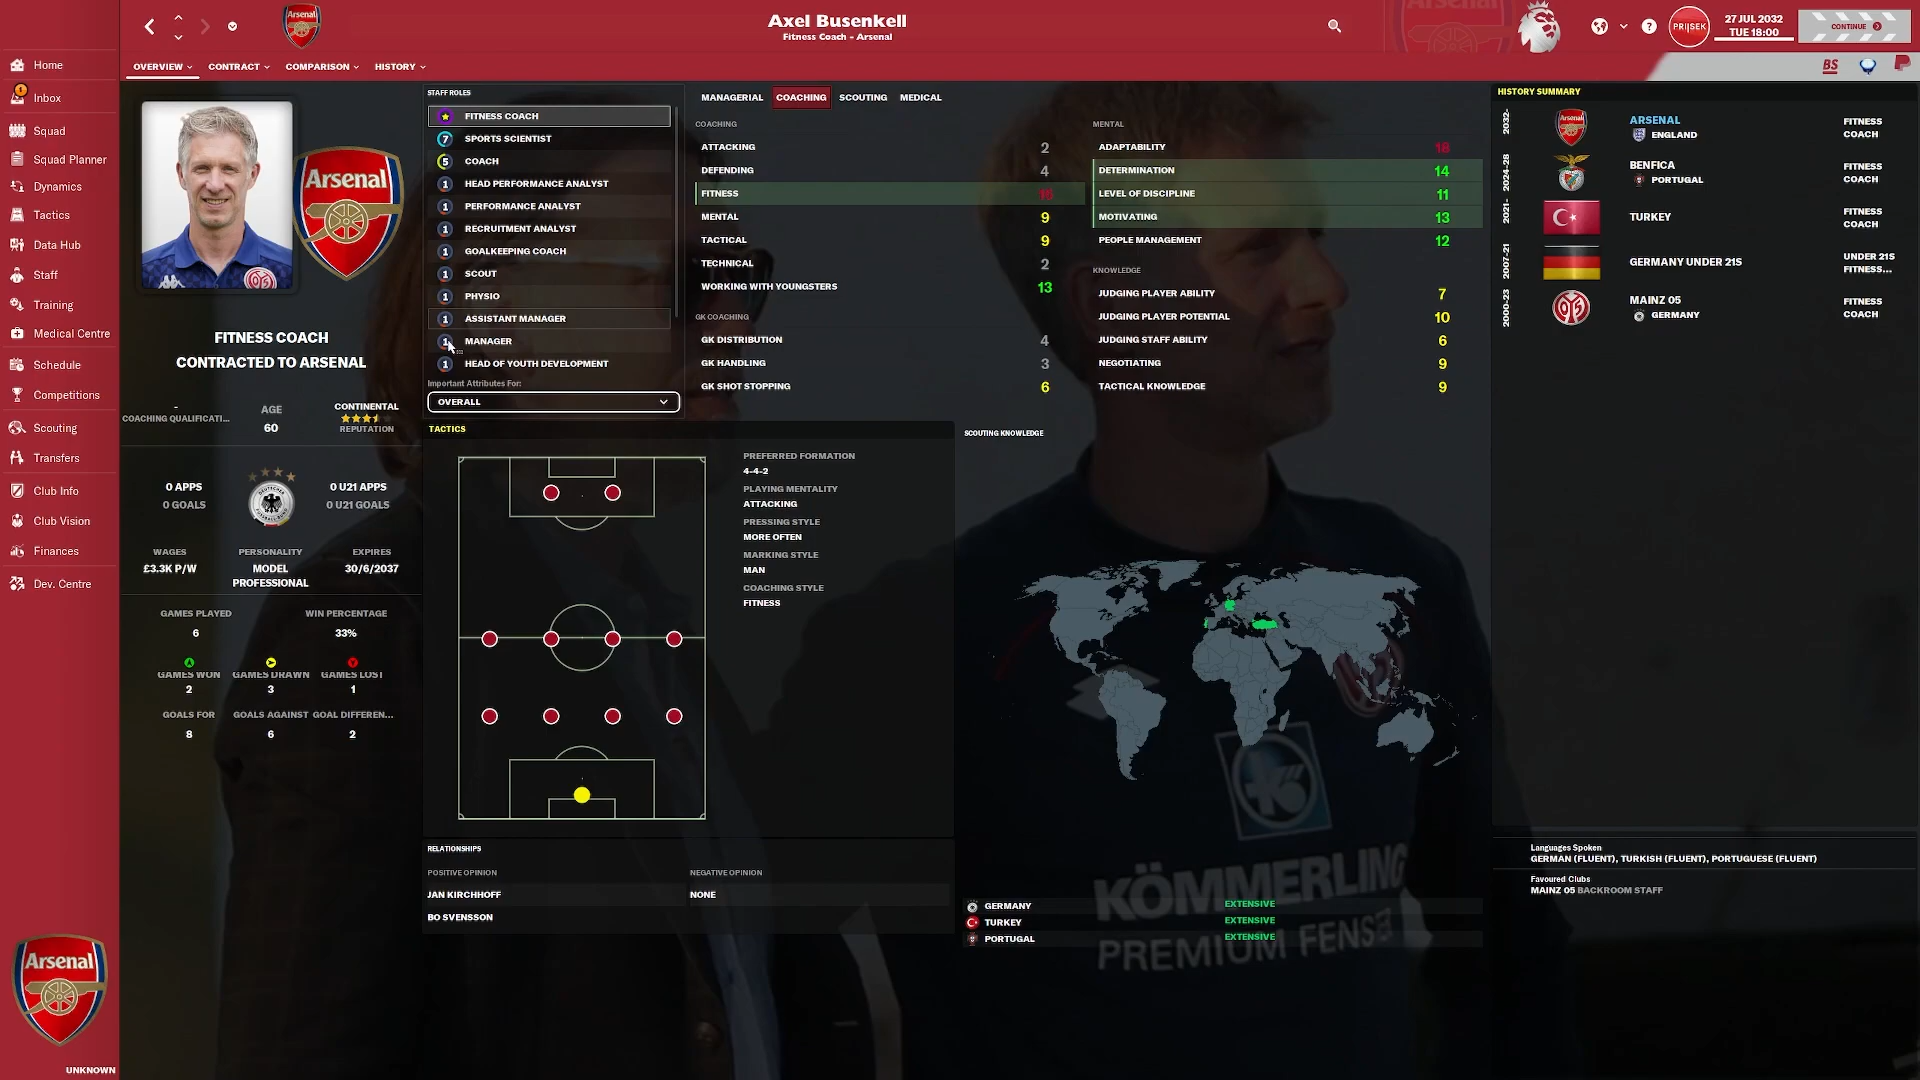 Axel Busenkell
Fitness Coach - Arsenal
27 JUL 2032
TUE 18:00
CONTINUE
PRIISEK
OVERVIEW
CONTRACT
COMPARISON
HISTORY
BS
Home
Inbox
Squad
Squad Planner
Dynamics
Tactics
Data Hub
Staff
Training
Medical Centre
Schedule
Competitions
Scouting
Transfers
Club Info
Club Vision
Finances
Dev. Centre
Arsenal
UNKNOWN
Arsenal
FITNESS COACH
CONTRACTED TO ARSENAL
-
COACHING QUALIFICATI...
AGE
60
CONTINENTAL
REPUTATION
0 APPS
0 GOALS
0 U21 APPS
0 U21 GOALS
WAGES
£3.3K P/W
PERSONALITY
MODEL
PROFESSIONAL
EXPIRES
30/6/2037
GAMES PLAYED
6
WIN PERCENTAGE
33%
GAMES WON
2
GAMES DRAWN
3
GAMES LOST
1
GOALS FOR
8
GOALS AGAINST
6
GOAL DIFFEREN...
2
STAFF ROLES
FITNESS COACH
7 SPORTS SCIENTIST
5 COACH
1 HEAD PERFORMANCE ANALYST
1 PERFORMANCE ANALYST
1 RECRUITMENT ANALYST
1 GOALKEEPING COACH
1 SCOUT
1 PHYSIO
1 ASSISTANT MANAGER
1 MANAGER
1 HEAD OF YOUTH DEVELOPMENT
Important Attributes For:
OVERALL
MANAGERIAL
COACHING
SCOUTING
MEDICAL
COACHING
ATTACKING 2
DEFENDING 4
FITNESS
MENTAL 9
TACTICAL 9
TECHNICAL 2
WORKING WITH YOUNGSTERS 13
GK COACHING
GK DISTRIBUTION 4
GK HANDLING 3
GK SHOT STOPPING 6
MENTAL
ADAPTABILITY
DETERMINATION 14
LEVEL OF DISCIPLINE 11
MOTIVATING 13
PEOPLE MANAGEMENT 12
KNOWLEDGE
JUDGING PLAYER ABILITY 7
JUDGING PLAYER POTENTIAL 10
JUDGING STAFF ABILITY 6
NEGOTIATING 9
TACTICAL KNOWLEDGE 9
TACTICS
PREFERRED FORMATION
4-4-2
PLAYING MENTALITY
ATTACKING
PRESSING STYLE
MORE OFTEN
MARKING STYLE
MAN
COACHING STYLE
FITNESS
SCOUTING KNOWLEDGE
GERMANY EXTENSIVE
TURKEY EXTENSIVE
PORTUGAL EXTENSIVE
KÖMMERLING
PREMIUM FENS
RELATIONSHIPS
POSITIVE OPINION
JAN KIRCHHOFF
BO SVENSSON
NEGATIVE OPINION
NONE
HISTORY SUMMARY
2032-
ARSENAL
ENGLAND
FITNESS
COACH
2024-28
BENFICA
PORTUGAL
FITNESS
COACH
2021-
TURKEY
FITNESS
COACH
2007-21
GERMANY UNDER 21S
UNDER 21S
FITNESS...
2000-23
MAINZ 05
GERMANY
FITNESS
COACH
Languages Spoken
GERMAN (FLUENT), TURKISH (FLUENT), PORTUGUESE (FLUENT)
Favoured Clubs
MAINZ 05 BACKROOM STAFF